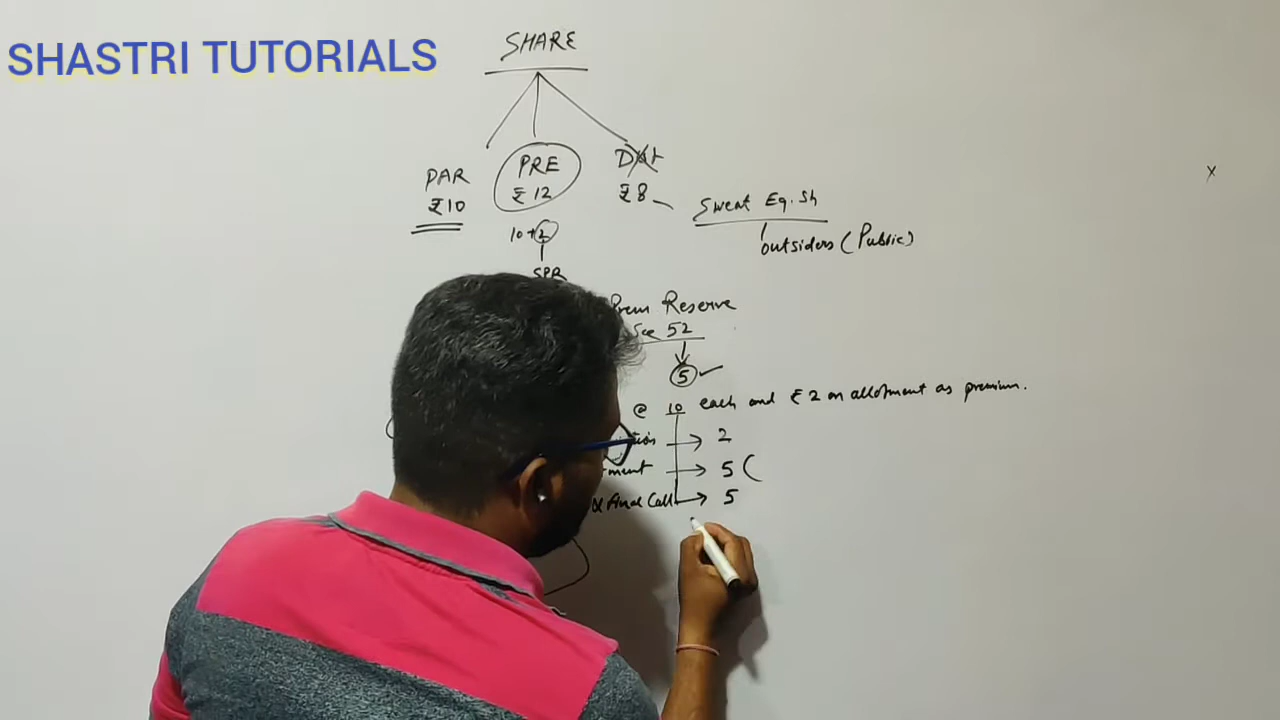 SHASTRI TUTORIALS
SHARE
PAR
₹10
PRE
₹12
₹8
10+2
SPR
Sweat Eq. Sh
outsiders (Public)
Prem Reserve
Sec 52
5
@ 10 each and ₹2 on allotment as premium.
2
5 (
& Final Call 5
x